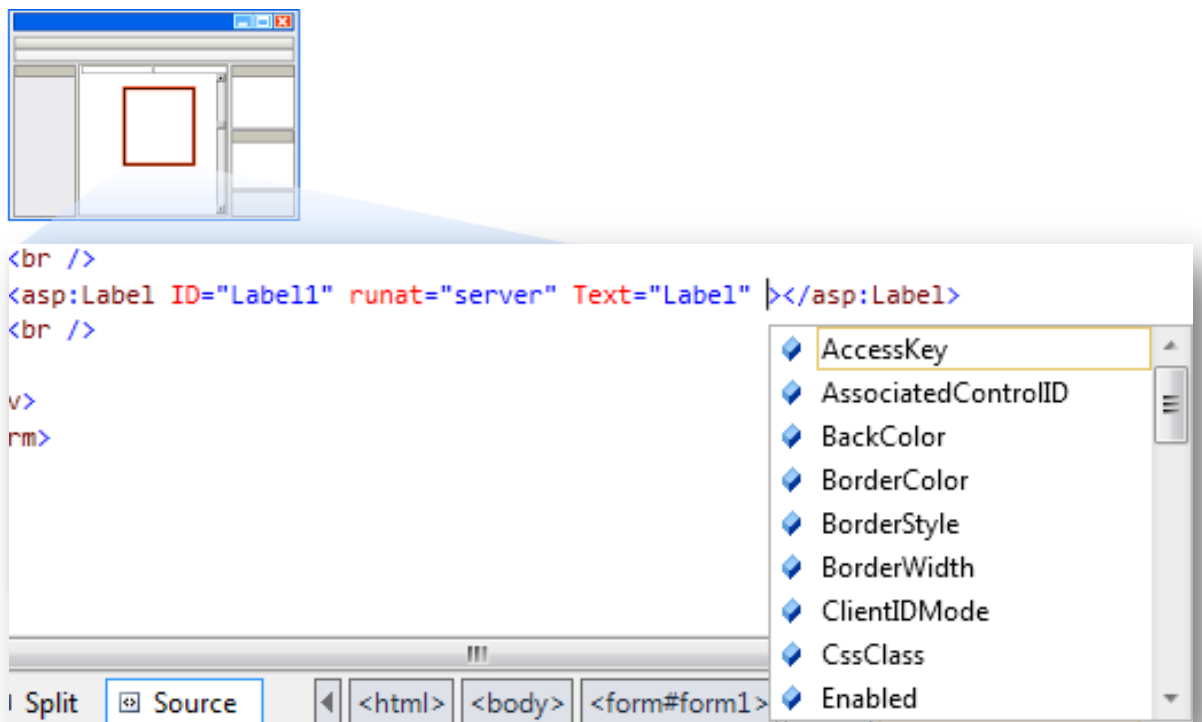 <br />
<asp:Label ID="Label1" runat="server" Text="Label" ></asp:Label>
<br />
v>
rm>
AccessKey
AssociatedControlID
BackColor
BorderColor
BorderStyle
BorderWidth
ClientIDMode
CssClass
Enabled
Split Source <html> <body> <form#form1>